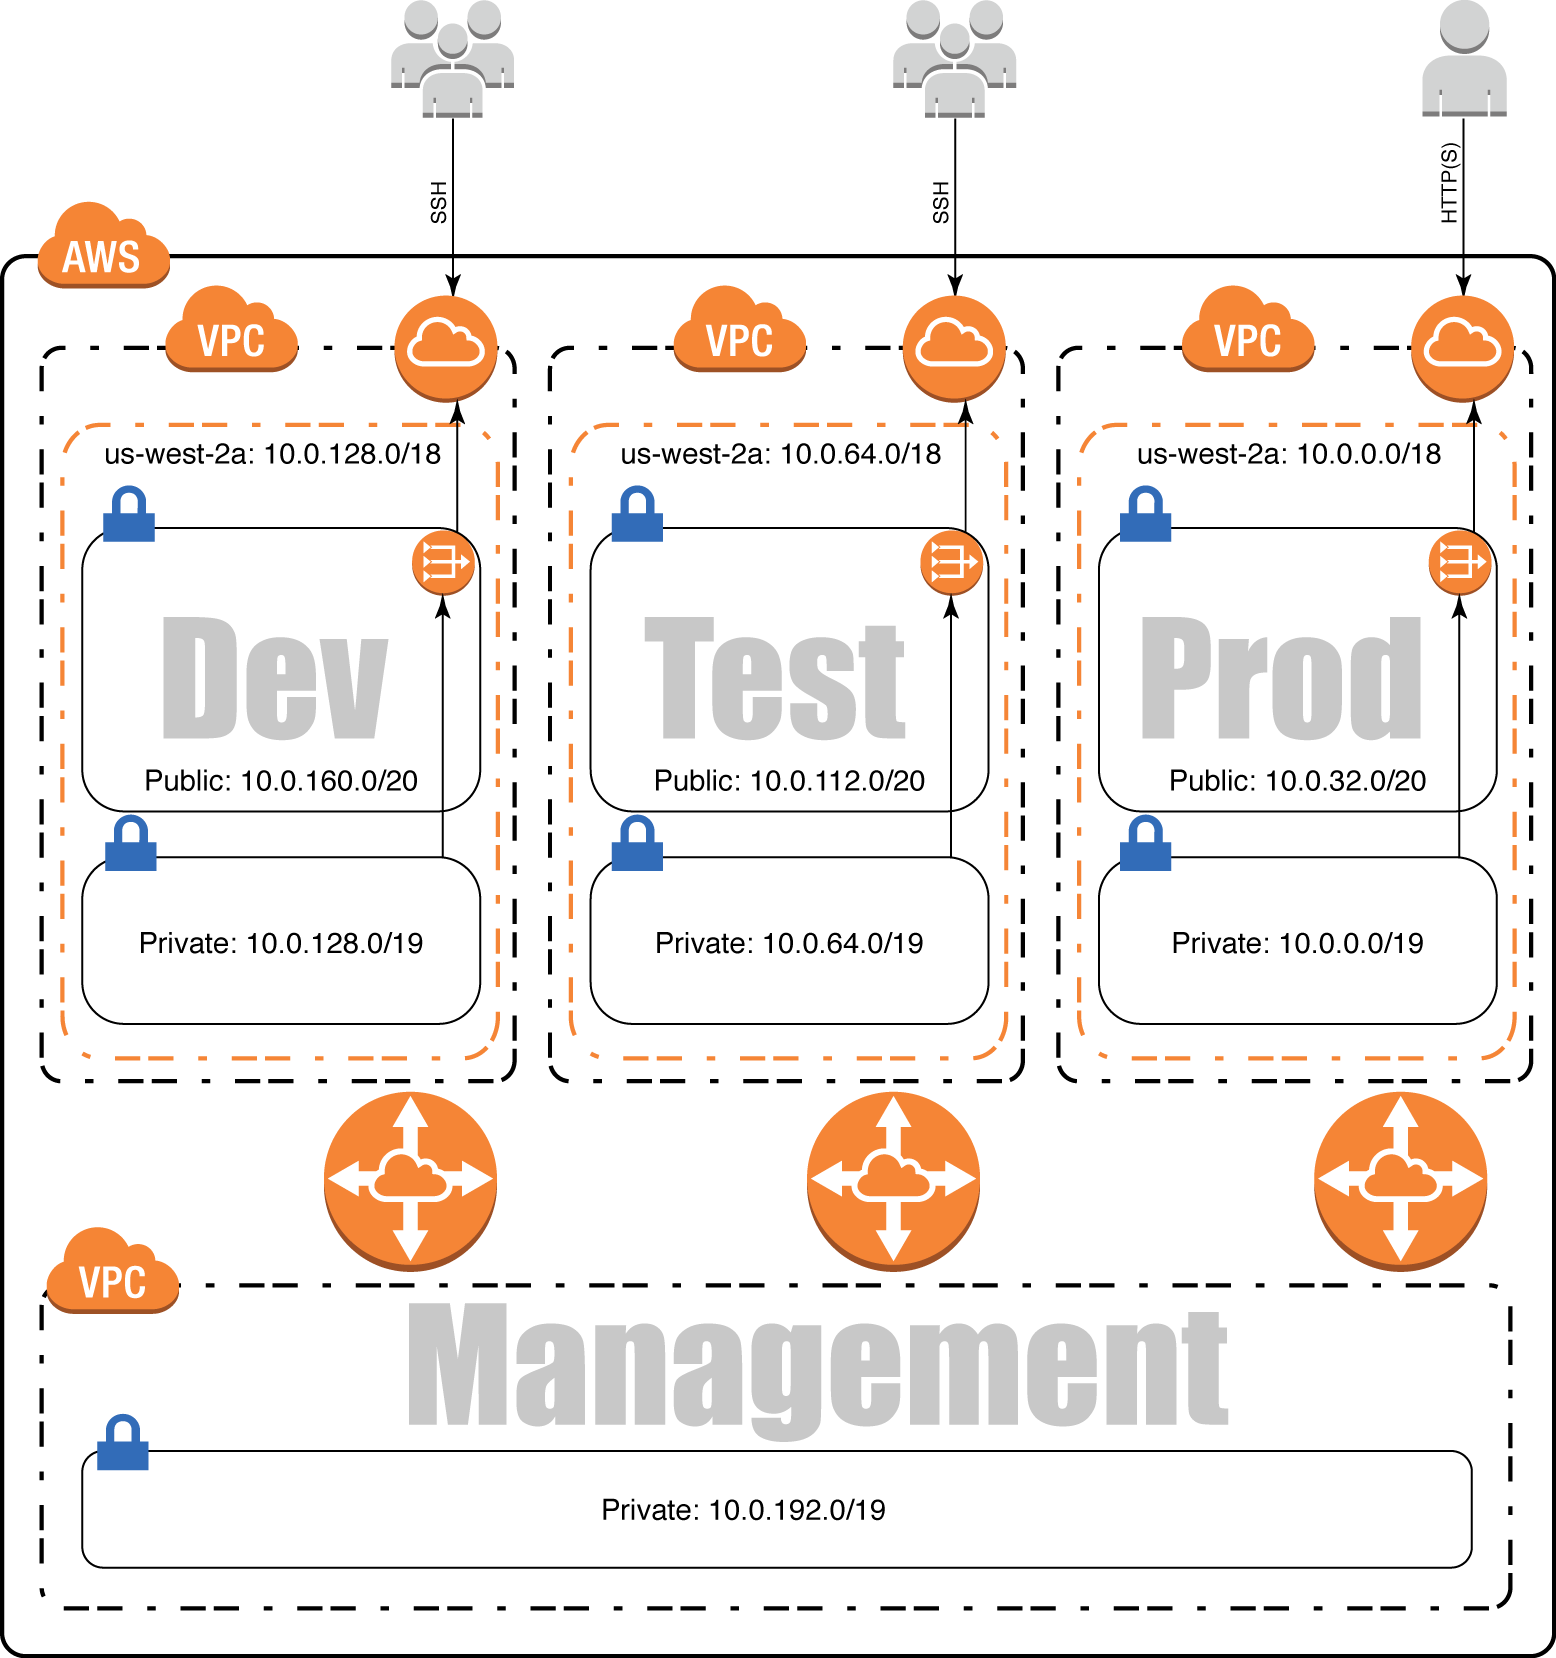 SSH
SSH
HTTP(S)
AWS
VPC
VPC
VPC
us-west-2a: 10.0.128.0/18
us-west-2a: 10.0.64.0/18
us-west-2a: 10.0.0.0/18
Dev
Test
Prod
Public: 10.0.160.0/20
Public: 10.0.112.0/20
Public: 10.0.32.0/20
Private: 10.0.128.0/19
Private: 10.0.64.0/19
Private: 10.0.0.0/19
VPC
Management
Private: 10.0.192.0/19